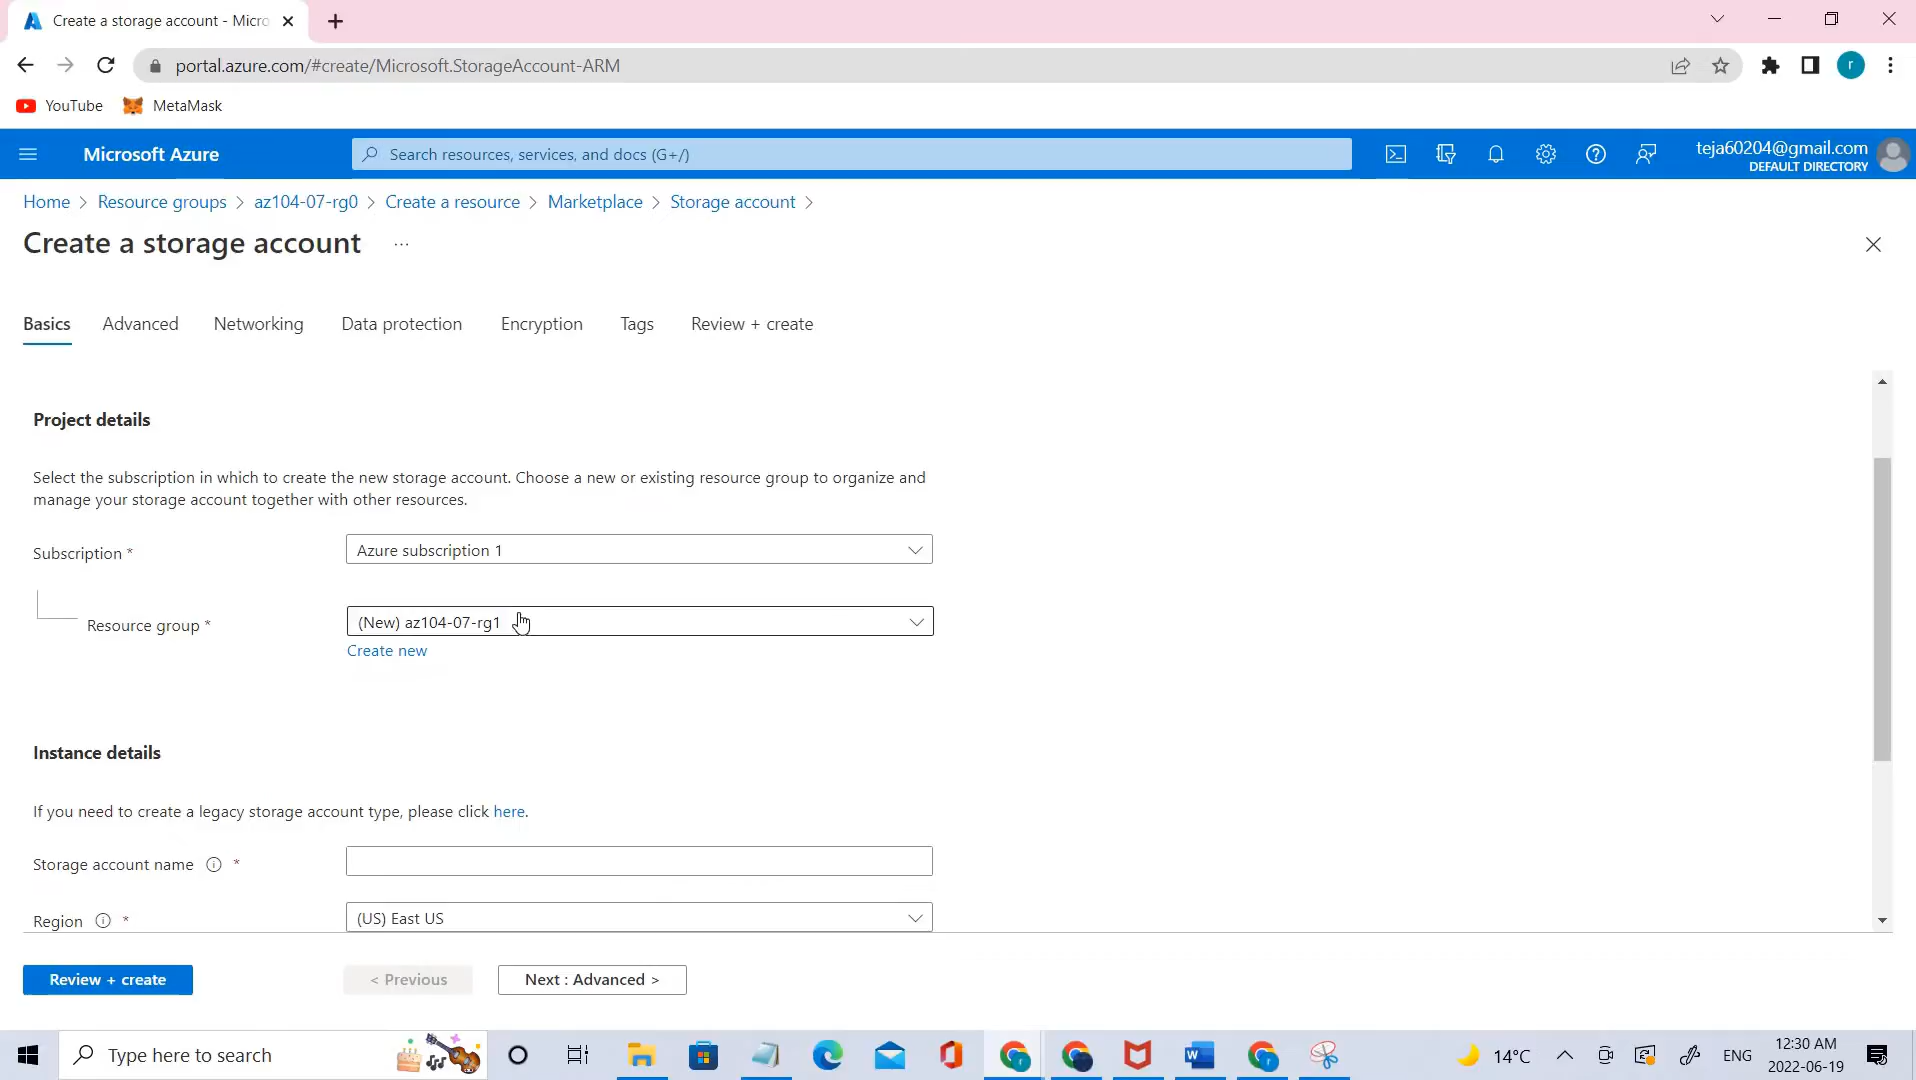 Create a storage account - Micro
portal.azure.com/#create/Microsoft.StorageAccount-ARM
r
YouTube
MetaMask
Microsoft Azure
Search resources, services, and docs (G+/)
teja60204@gmail.com
DEFAULT DIRECTORY
Home > Resource groups > az104-07-rg0 > Create a resource > Marketplace > Storage account >
Create a storage account ...
Basics Advanced Networking Data protection Encryption Tags Review + create
Project details
Select the subscription in which to create the new storage account. Choose a new or existing resource group to organize and
manage your storage account together with other resources.
Subscription *
Azure subscription 1
Resource group *
(New) az104-07-rg1
Create new
Instance details
If you need to create a legacy storage account type, please click here.
Storage account name *
Region *
(US) East US
Review + create
< Previous
Next : Advanced >
Type here to search
14°C
ENG
12:30 AM
2022-06-19